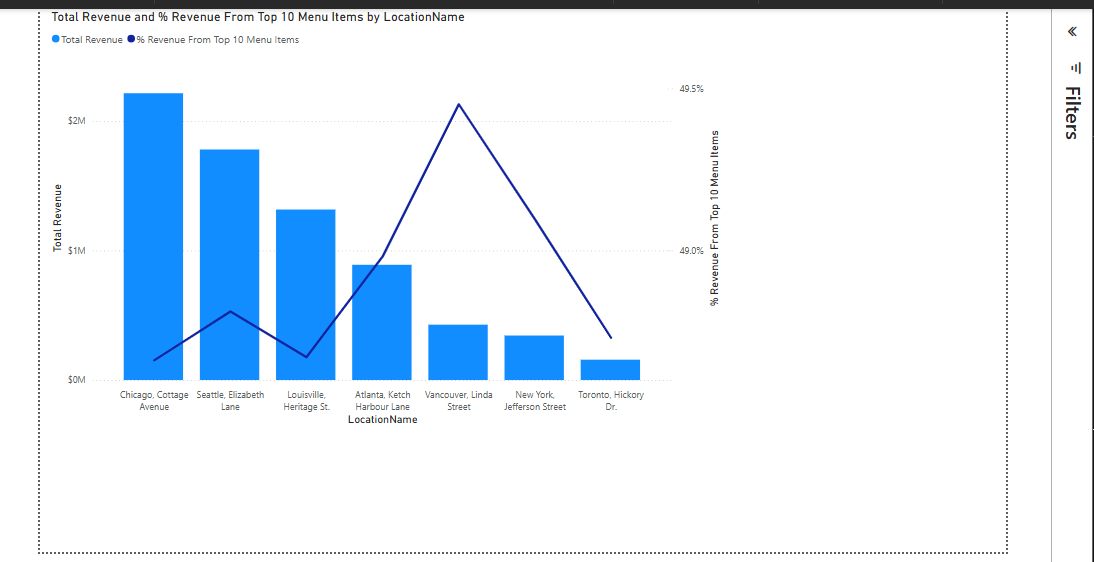 Total Revenue and % Revenue From Top 10 Menu Items by LocationName
Total Revenue % Revenue From Top 10 Menu Items
Filters
49.5%
$2M
49.0%
$1M
$0M
Total Revenue
% Revenue From Top 10 Menu Items
Chicago, Cottage
Avenue
Seattle, Elizabeth
Lane
Louisville,
Heritage St.
Atlanta, Ketch
Harbour Lane
Vancouver, Linda
Street
New York,
Jefferson Street
Toronto, Hickory
Dr.
LocationName